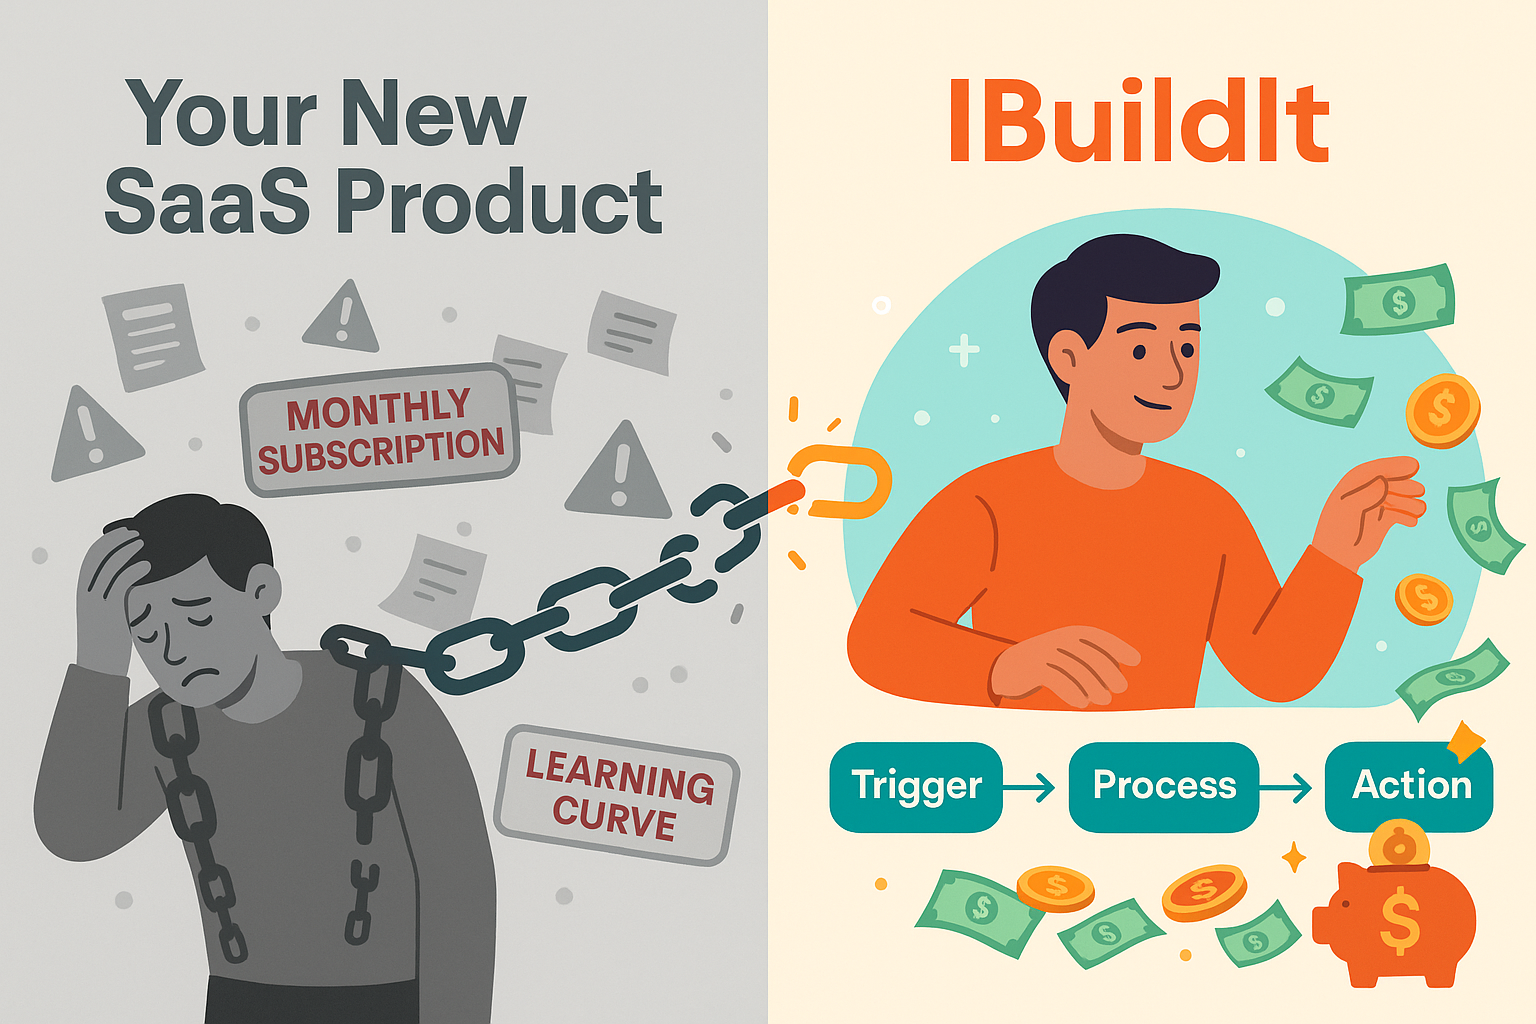 Your New
SaaS Product
MONTHLY
SUBSCRIPTION
LEARNING
CURVE
IBuildIt
Trigger
Process
Action
$
$
$
$
$
$
$
$
$
$
$
$